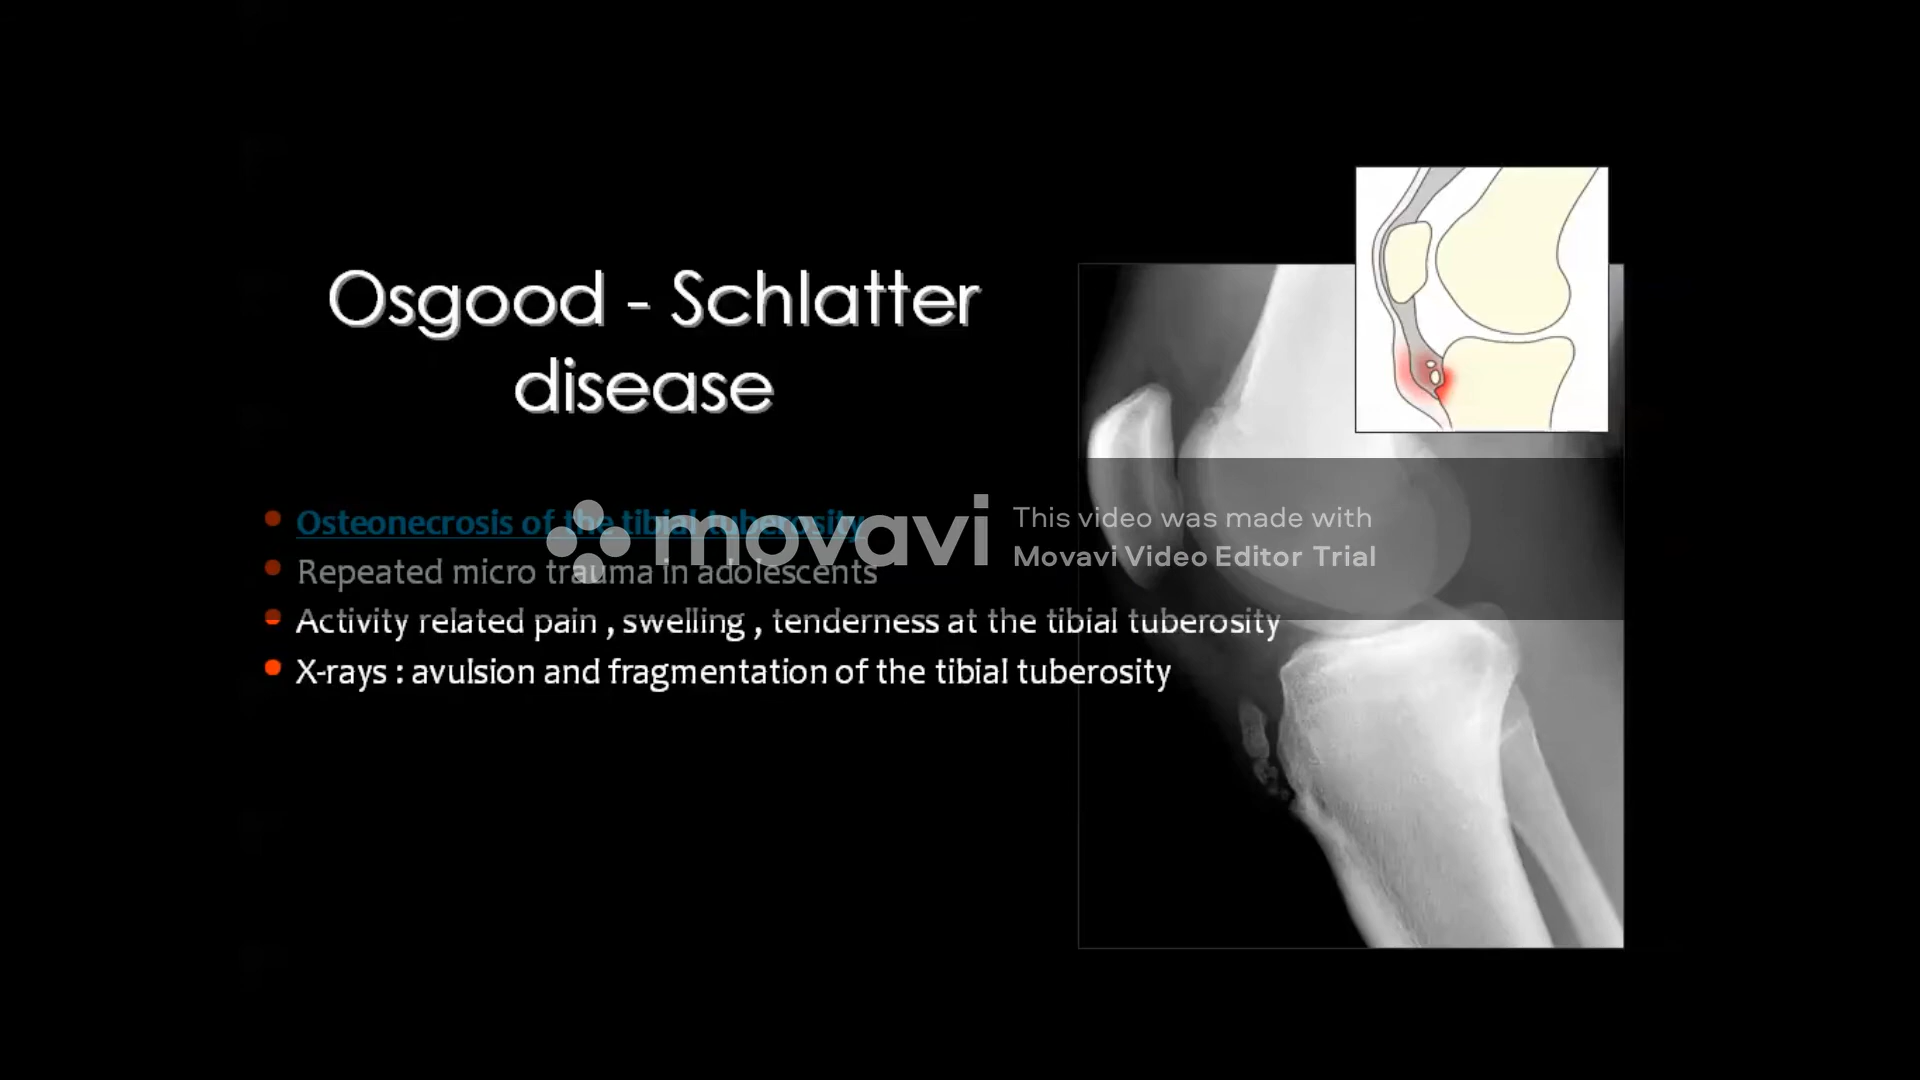 Osgood - Schlatter
disease
• Osteonecrosis of the tibial tuberosity
• Repeated micro trauma in adolescents
• Activity related pain , swelling , tenderness at the tibial tuberosity
• X-rays : avulsion and fragmentation of the tibial tuberosity
movavi
This video was made with
Movavi Video Editor Trial